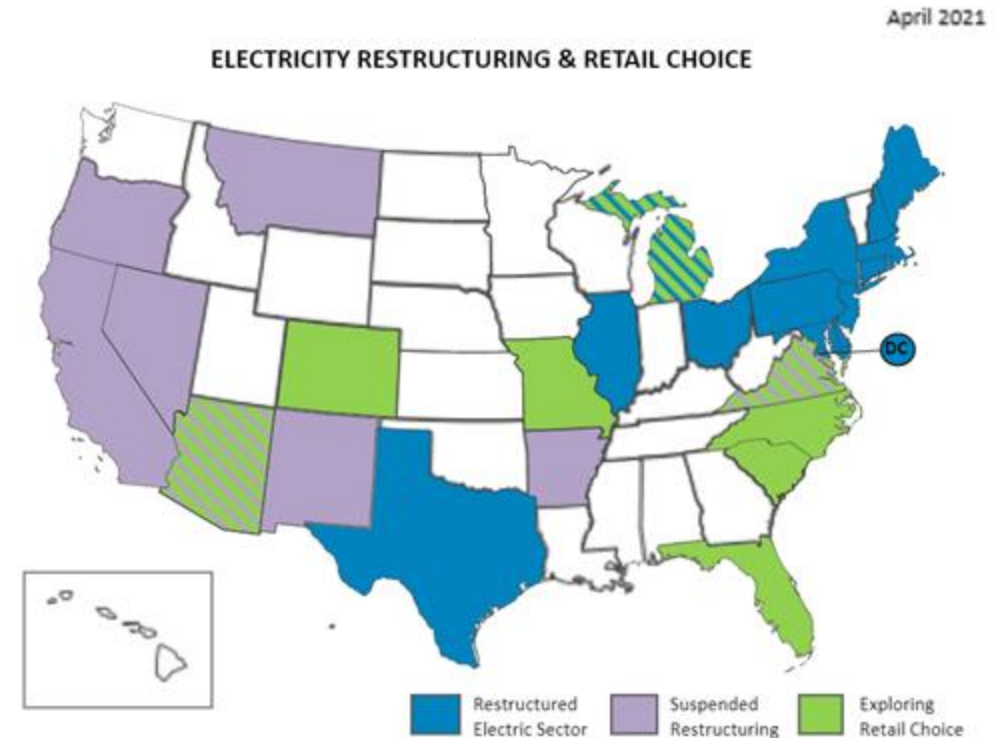 April 2021
ELECTRICITY RESTRUCTURING & RETAIL CHOICE
DC
Restructured
Electric Sector
Suspended
Restructuring
Exploring
Retail Choice